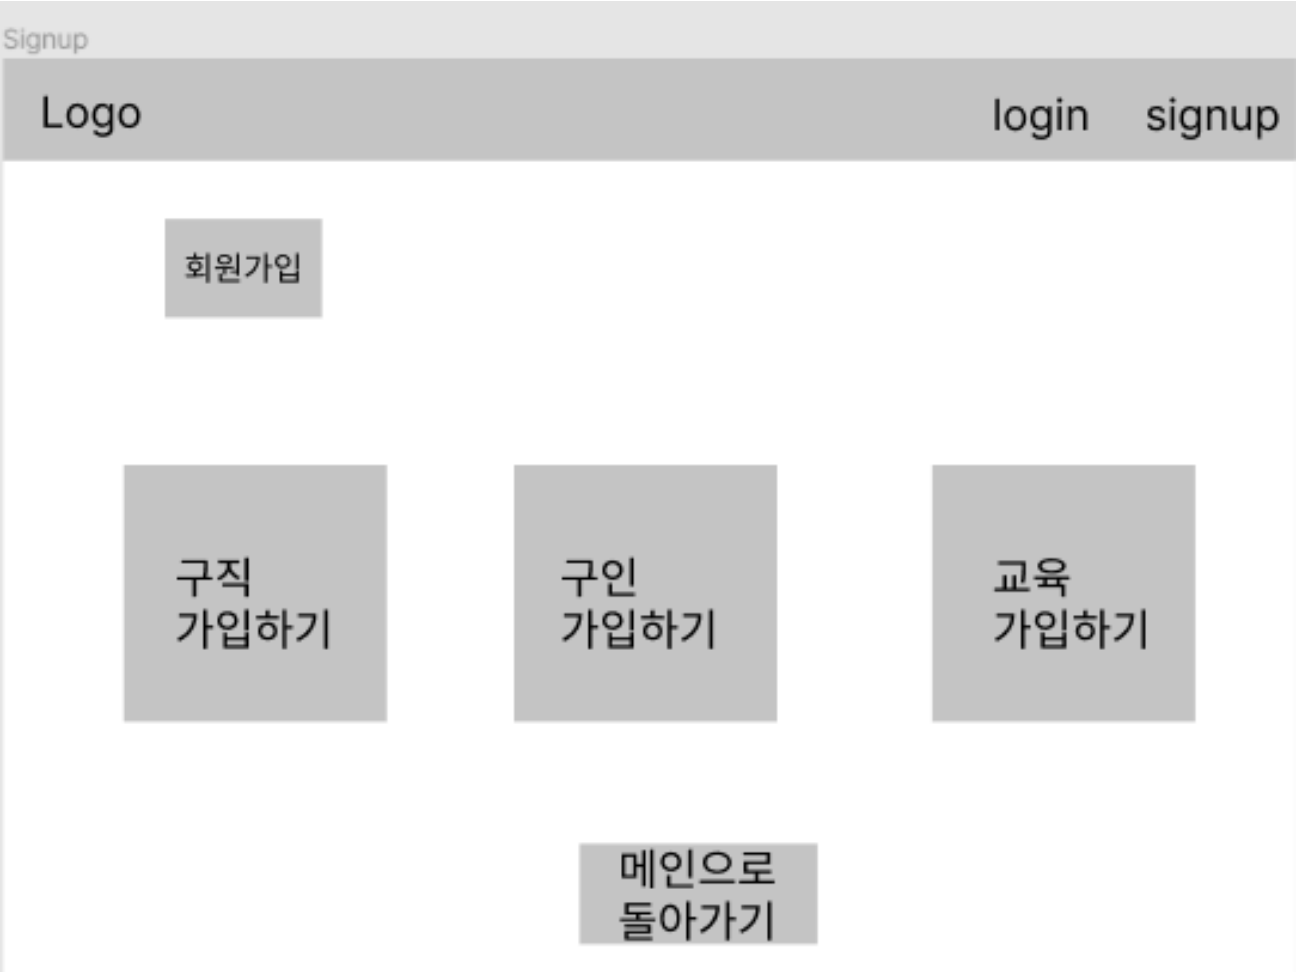 Signup
Logo
login signup
회원가입
구직
가입하기
구인
가입하기
교육
가입하기
메인으로
돌아가기